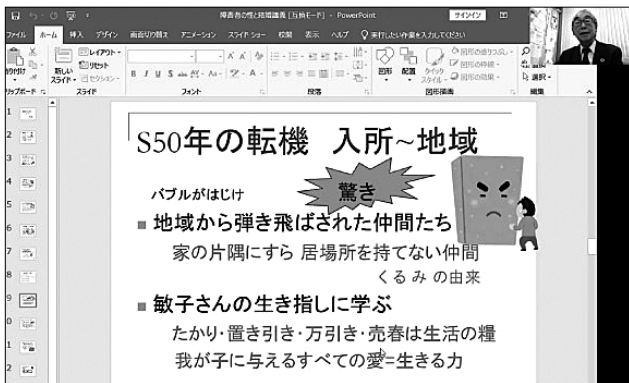 障害者の性と結婚講義 [互換モード] - PowerPoint
サインイン
ファイル ホーム 挿入 デザイン 画面切り替え アニメーション スライド ショー 校閲 表示 ヘルプ 実行したい作業を入力してください
レイアウト
リセット
セクション
新しい
スライド
B I U S
図形 配置 クイック
スタイル
図形の塗りつぶし
図形の枠線
図形の効果
選択
スライド フォント 段落 図形描画 編集
S50年の転機 入所~地域
バブルがはじけ
驚き
地域から弾き飛ばされた仲間たち
家の片隅にすら 居場所を持てない仲間
くるみ の由来
敏子さんの生き指しに学ぶ
たかり・置き引き・万引き・売春は生活の糧
我が子に与えるすべての愛=生きる力
1
2
3
4
5
6
7
8
9
0
1
2